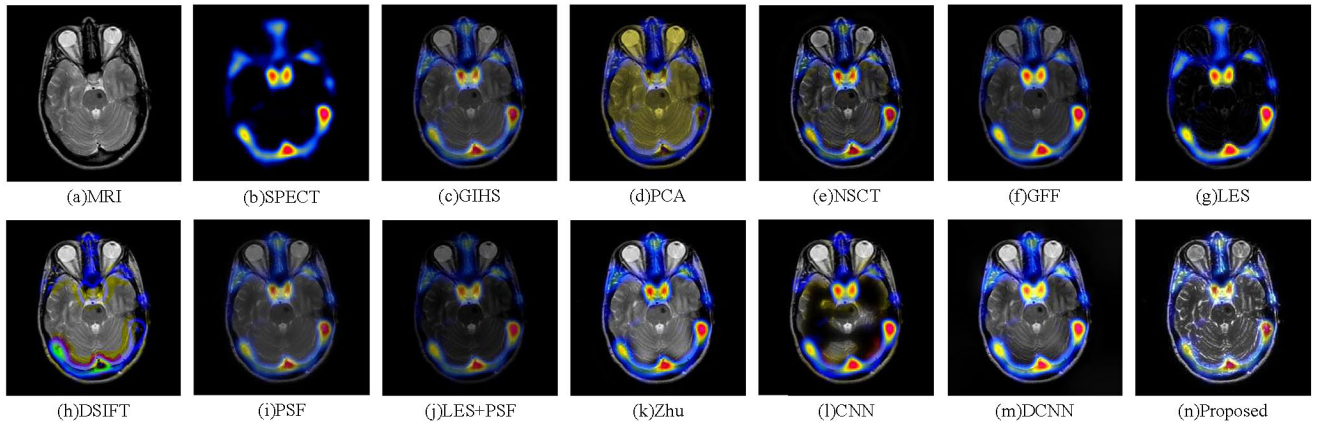 (a)MRI
(b)SPECT
(c)GIHS
(d)PCA
(e)NSCT
(f)GFF
(g)LES
(h)DSIFT
(i)PSF
(j)LES+PSF
(k)Zhu
(l)CNN
(m)DCNN
(n)Proposed